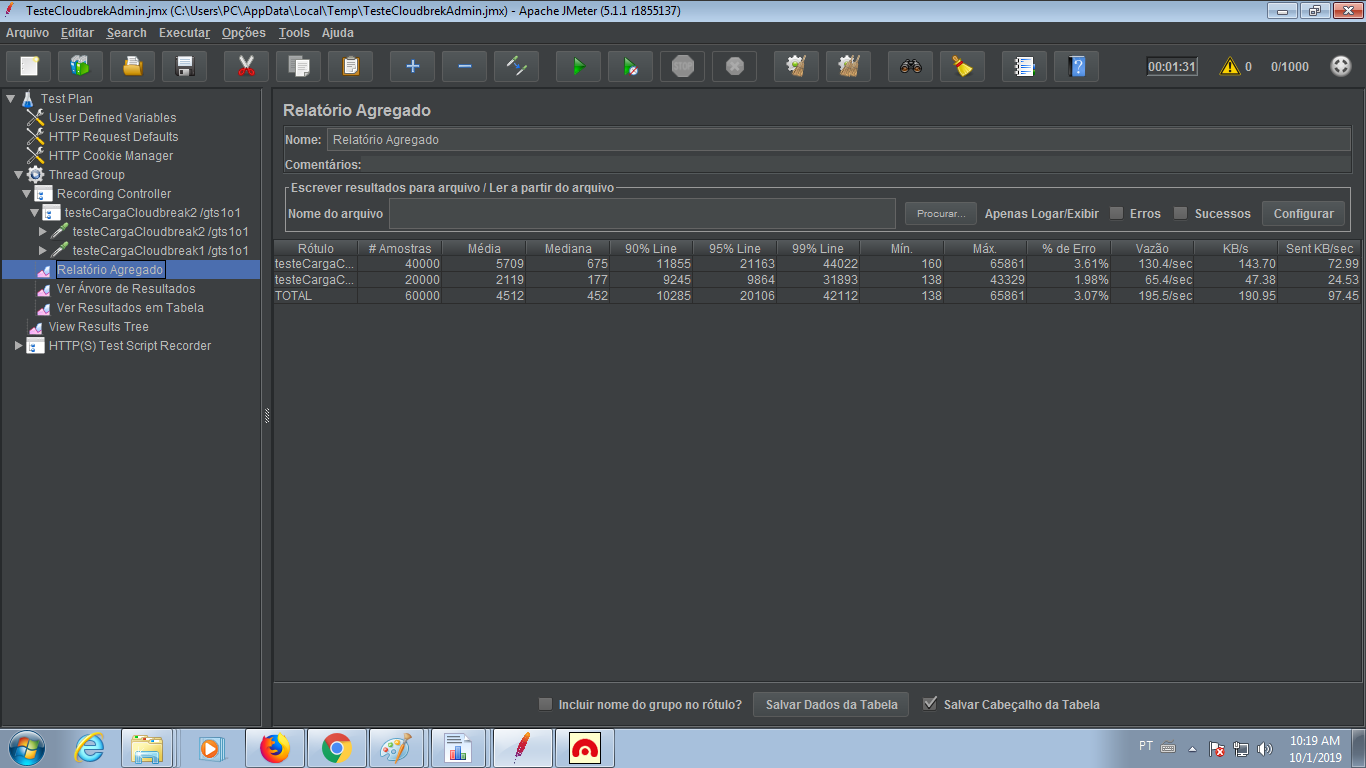 TesteCloudbrekAdmin.jmx (C:\Users\PC\AppData\Local\Temp\TesteCloudbrekAdmin.jmx) - Apache JMeter (5.1.1 r1855137)
Arquivo Editar Search Executar Opções Tools Ajuda
STOP 00:01:31 0 0/1000
Test Plan
User Defined Variables
HTTP Request Defaults
HTTP Cookie Manager
Thread Group
Recording Controller
testeCargaCloudbreak2 /gts1o1
testeCargaCloudbreak2 /gts1o1
testeCargaCloudbreak1 /gts1o1
Relatório Agregado
Ver Árvore de Resultados
Ver Resultados em Tabela
View Results Tree
HTTP(S) Test Script Recorder
Relatório Agregado
Nome: Relatório Agregado
Comentários:
Escrever resultados para arquivo / Ler a partir do arquivo
Nome do arquivo Procurar... Apenas Logar/Exibir Erros Sucessos Configurar
Rótulo # Amostras Média Mediana 90% Line 95% Line 99% Line Mín. Máx. % de Erro Vazão KB/s Sent KB/sec
testeCargaC... 40000 5709 675 11855 21163 44022 160 65861 3.61% 130.4/sec 143.70 72.99
testeCargaC... 20000 2119 177 9245 9864 31893 138 43329 1.98% 65.4/sec 47.38 24.53
TOTAL 60000 4512 452 10285 20106 42112 138 65861 3.07% 195.5/sec 190.95 97.45
Incluir nome do grupo no rótulo? Salvar Dados da Tabela Salvar Cabeçalho da Tabela
PT 10:19 AM
10/1/2019